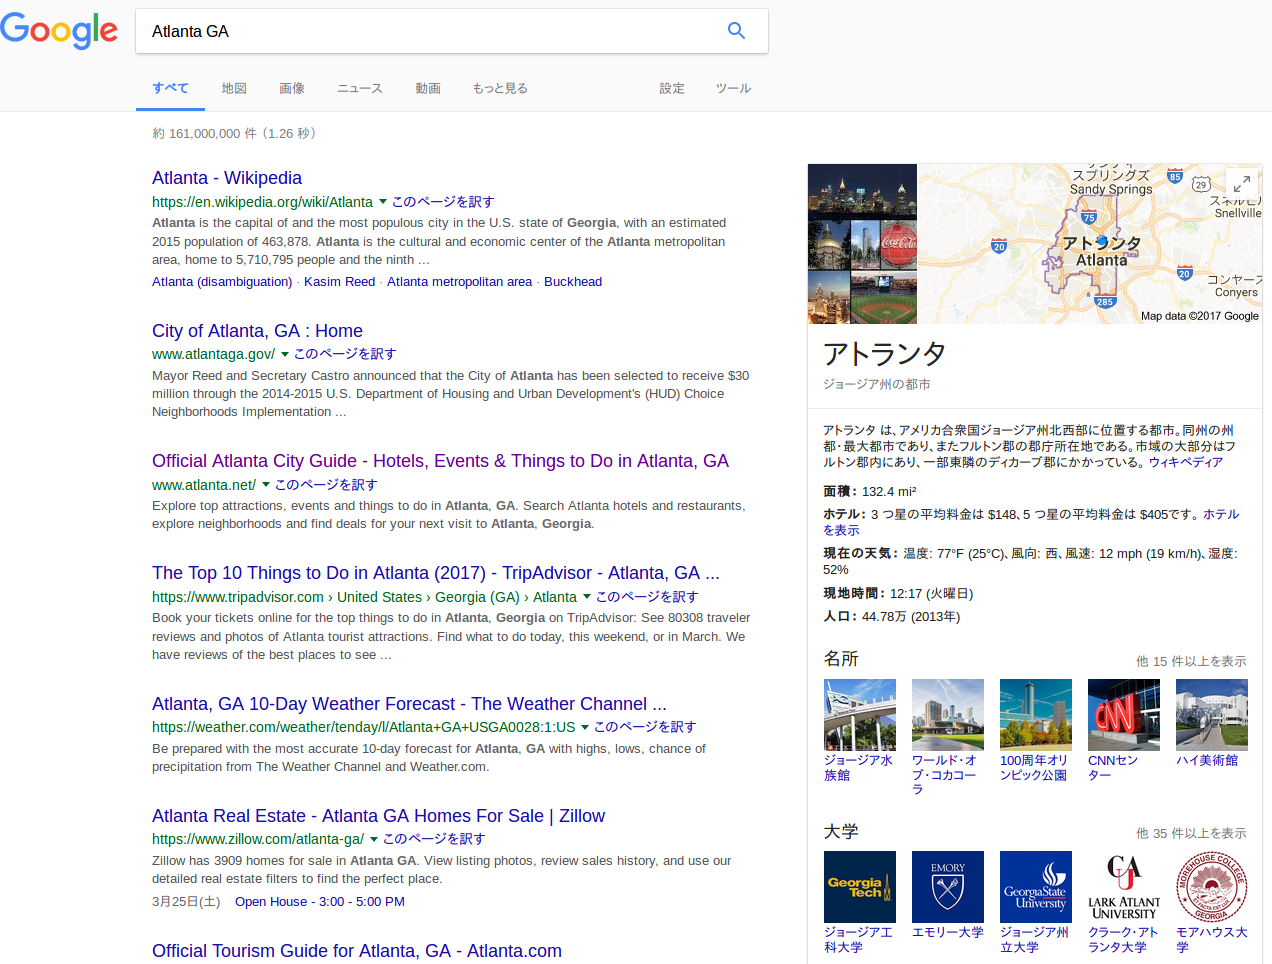 Google
Atlanta GA
すべて 地図 画像 ニュース 動画 もっと見る 設定 ツール
約 161,000,000 件 （1.26 秒）
Atlanta - Wikipedia
https://en.wikipedia.org/wiki/Atlanta ▼ このページを訳す
Atlanta is the capital of and the most populous city in the U.S. state of Georgia, with an estimated
2015 population of 463,878. Atlanta is the cultural and economic center of the Atlanta metropolitan
area, home to 5,710,795 people and the ninth ...
Atlanta (disambiguation) · Kasim Reed · Atlanta metropolitan area · Buckhead
City of Atlanta, GA : Home
www.atlantaga.gov/ ▼ このページを訳す
Mayor Reed and Secretary Castro announced that the City of Atlanta has been selected to receive $30
million through the 2014-2015 U.S. Department of Housing and Urban Development's (HUD) Choice
Neighborhoods Implementation ...
Official Atlanta City Guide - Hotels, Events & Things to Do in Atlanta, GA
www.atlanta.net/ ▼ このページを訳す
Explore top attractions, events and things to do in Atlanta, GA. Search Atlanta hotels and restaurants,
explore neighborhoods and find deals for your next visit to Atlanta, Georgia.
The Top 10 Things to Do in Atlanta (2017) - TripAdvisor - Atlanta, GA ...
https://www.tripadvisor.com › United States › Georgia (GA) › Atlanta ▼ このページを訳す
Book your tickets online for the top things to do in Atlanta, Georgia on TripAdvisor: See 80308 traveler
reviews and photos of Atlanta tourist attractions. Find what to do today, this weekend, or in March. We
have reviews of the best places to see ...
Atlanta, GA 10-Day Weather Forecast - The Weather Channel ...
https://weather.com/weather/tenday/l/Atlanta+GA+USGA0028:1:US ▼ このページを訳す
Be prepared with the most accurate 10-day forecast for Atlanta, GA with highs, lows, chance of
precipitation from The Weather Channel and Weather.com.
Atlanta Real Estate - Atlanta GA Homes For Sale | Zillow
https://www.zillow.com/atlanta-ga/ ▼ このページを訳す
Zillow has 3909 homes for sale in Atlanta GA. View listing photos, review sales history, and use our
detailed real estate filters to find the perfect place.
3月25日(土) Open House - 3:00 - 5:00 PM
Official Tourism Guide for Atlanta, GA - Atlanta.com
スプリングズ
Sandy Springs
85
29
Snellville
75
20
アトランタ
Atlanta
20
コンヤース
Conyers
285
Map data ©2017 Google
アトランタ
ジョージア州の都市
アトランタ は、アメリカ合衆国ジョージア州北西部に位置する都市。同州の州
都・最大都市であり、またフルトン郡の郡庁所在地である。市域の大部分はフ
ルトン郡内にあり、一部東隣のディカーブ郡にかかっている。 ウィキペディア
面積： 132.4 mi²
ホテル： 3 つ星の平均料金は $148、5 つ星の平均料金は $405です。 ホテル
を表示
現在の天気： 温度: 77°F (25°C)、風向: 西、風速: 12 mph (19 km/h)、湿度:
52%
現地時間： 12:17 (火曜日)
人口： 44.78万 (2013年)
名所 他 15 件以上を表示
CNN
ジョージア水
族館
ワールド・オ
ブ・コカコー
ラ
100周年オリ
ンピック公園
CNNセン
ター
ハイ美術館
大学 他 35 件以上を表示
Georgia
Tech
EMORY
GeorgiaState
University
CA
LARK ATLANT
UNIVERSITY
MOREHOUSE COLLEGE
GEORGIA
ジョージア工
科大学
エモリー大学
ジョージア州
立大学
クラーク・アト
ランタ大学
モアハウス大
学